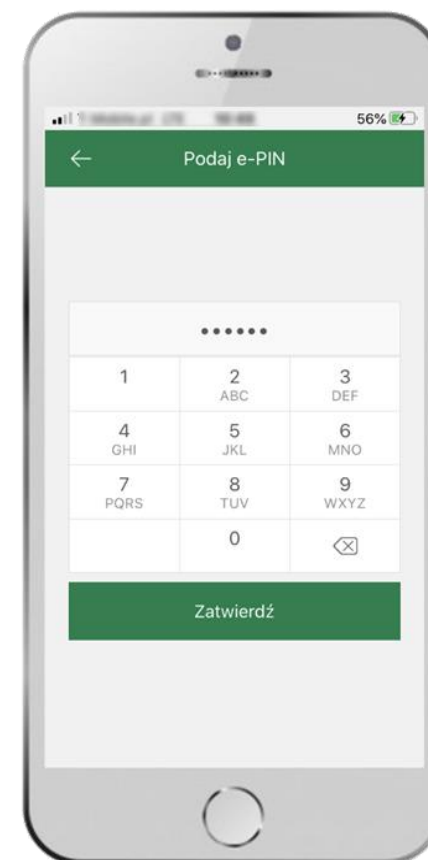 56%
Podaj e-PIN
••••••
1 2 3
ABC DEF
4 5 6
GHI JKL MNO
7 8 9
PQRS TUV WXYZ
0
Zatwierdź